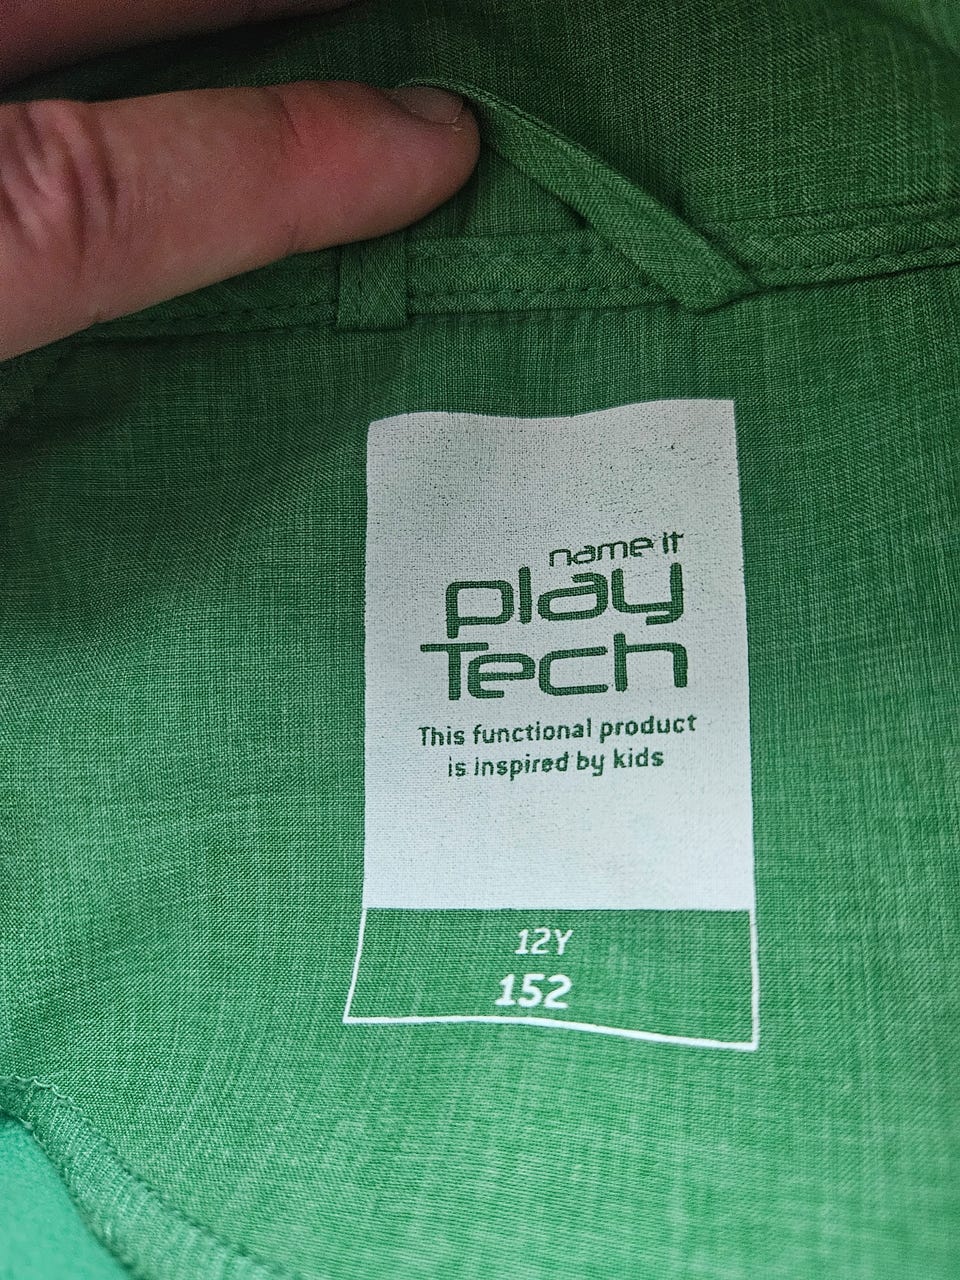 name it
play
Tech
This functional product
is inspired by kids
12Y
152